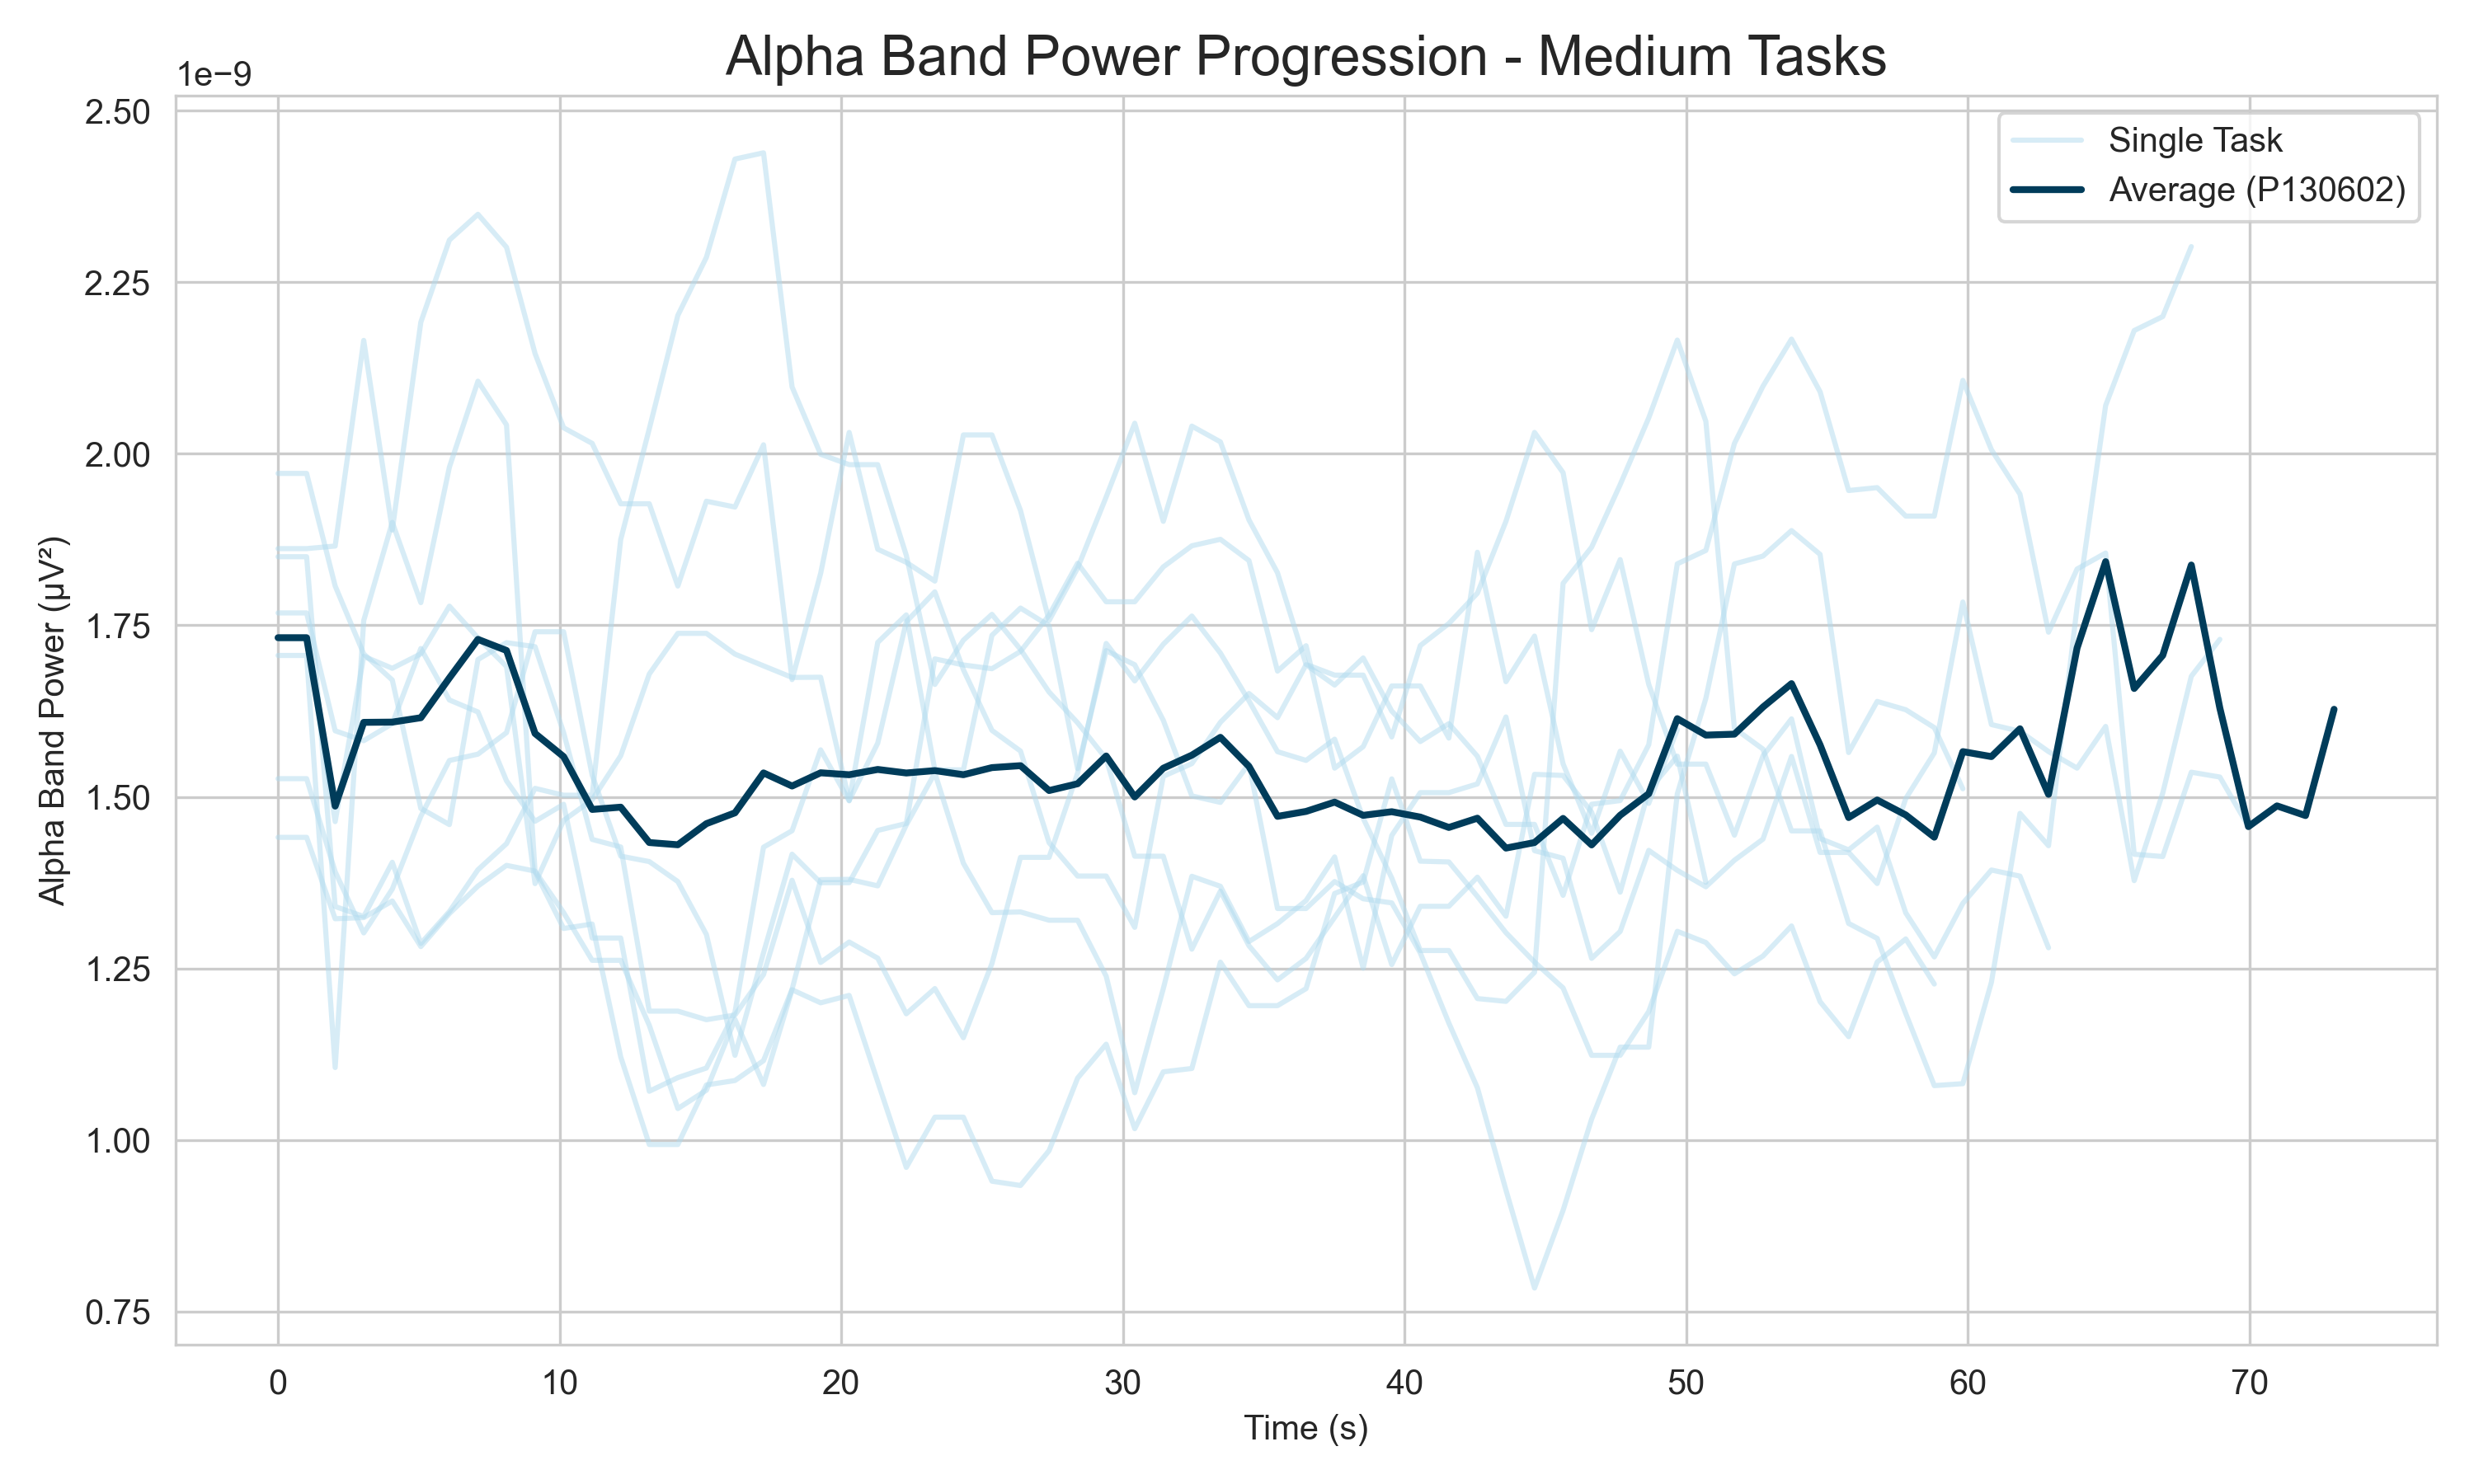 Alpha Band Power Progression - Medium Tasks
1e−9
2.50
2.25
2.00
1.75
1.50
1.25
1.00
0.75
Alpha Band Power (µV²)
Single Task
Average (P130602)
0 10 20 30 40 50 60 70
Time (s)